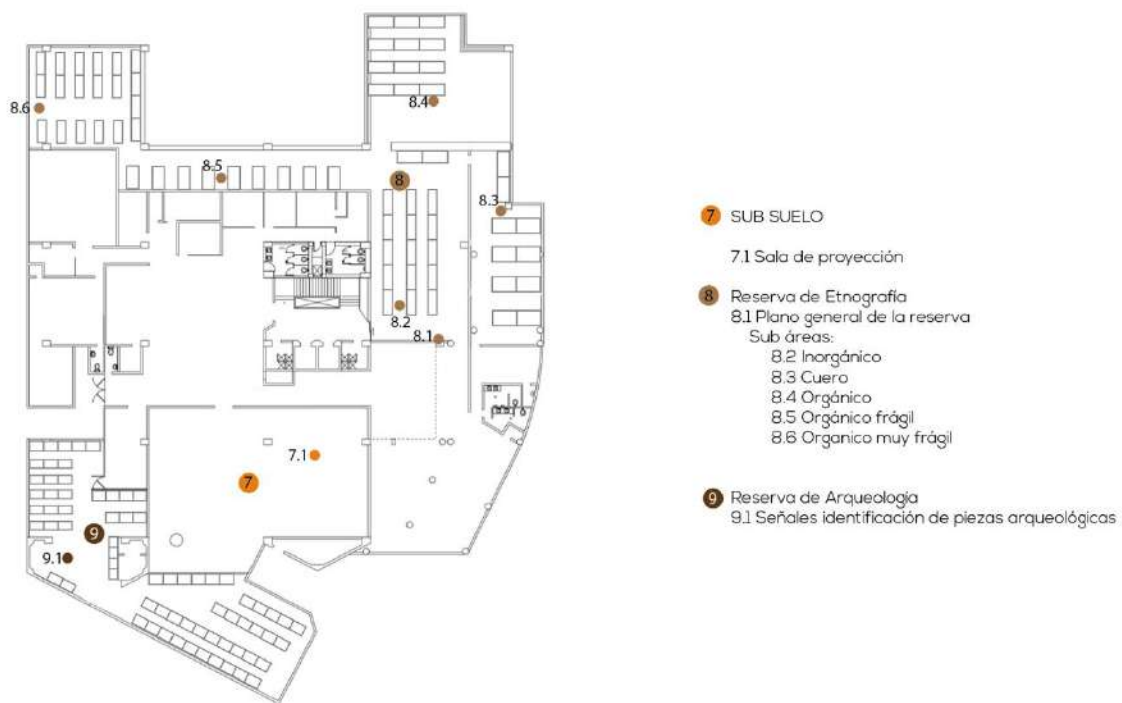 8.6
8.4
8.5
8
8.3
8.2
8.1
7.1
7
9
9.1
7 SUB SUELO
7.1 Sala de proyección
8 Reserva de Etnografía
8.1 Plano general de la reserva
Sub áreas:
8.2 Inorgánico
8.3 Cuero
8.4 Orgánico
8.5 Orgánico frágil
8.6 Organico muy frágil
9 Reserva de Arqueologia
9.1 Señales identificación de piezas arqueológicas